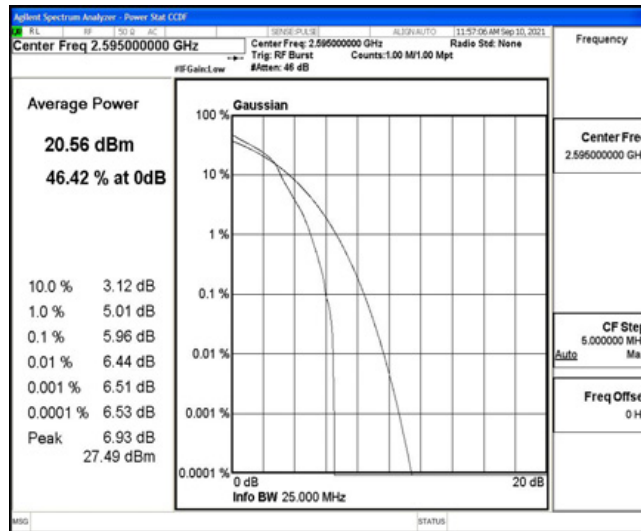 Agilent Spectrum Analyzer - Power Stat CCDF
RL RF 50 Ω AC SENSE:PULSE ALIGN AUTO 11:57:06 AM Sep 10, 2021
Center Freq 2.595000000 GHz
Center Freq: 2.595000000 GHz Radio Std: None
Trig: RF Burst Counts:1.00 M/1.00 Mpt
#IFGain:Low #Atten: 46 dB
Frequency
Average Power
20.56 dBm
46.42 % at 0dB
10.0 % 3.12 dB
1.0 % 5.01 dB
0.1 % 5.96 dB
0.01 % 6.44 dB
0.001 % 6.51 dB
0.0001 % 6.53 dB
Peak 6.93 dB
27.49 dBm
Gaussian
100 %
10 %
1 %
0.1 %
0.01 %
0.001 %
0.0001 %
0 dB 20 dB
Info BW 25.000 MHz
Center Fre
2.595000000 GH
CF Ste
5.000000 MH
Auto Ma
Freq Offse
0 H
MSG STATUS